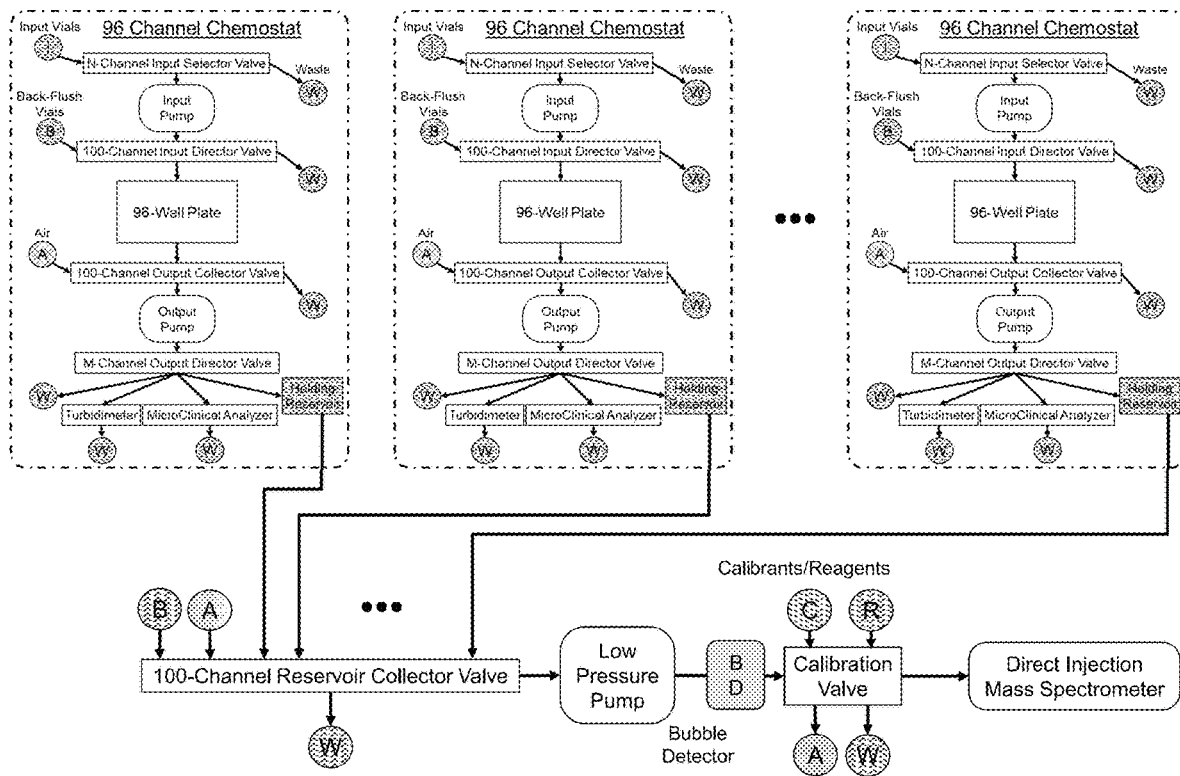 96 Channel Chemostat
Input Vials
I
N-Channel Input Selector Valve
Waste
W
Back-Flush
Vials
Input
Pump
B
100-Channel Input Director Valve
W
96-Well Plate
Air
A
100-Channel Output Collector Valve
W
Output
Pump
M-Channel Output Director Valve
W
Holding
Reservoir
Turbidimeter
MicroClinical Analyzer
W
W
96 Channel Chemostat
Input Vials
I
N-Channel Input Selector Valve
Waste
W
Back-Flush
Vials
Input
Pump
B
100-Channel Input Director Valve
W
96-Well Plate
Air
A
100-Channel Output Collector Valve
W
Output
Pump
M-Channel Output Director Valve
W
Holding
Reservoir
Turbidimeter
MicroClinical Analyzer
W
W
96 Channel Chemostat
Input Vials
I
N-Channel Input Selector Valve
Waste
W
Back-Flush
Vials
Input
Pump
B
100-Channel Input Director Valve
W
96-Well Plate
Air
A
100-Channel Output Collector Valve
W
Output
Pump
M-Channel Output Director Valve
W
Holding
Reservoir
Turbidimeter
MicroClinical Analyzer
W
W
Calibrants/Reagents
B
A
C
R
100-Channel Reservoir Collector Valve
Low
Pressure
Pump
B
D
Calibration
Valve
Direct Injection
Mass Spectrometer
Bubble
Detector
W
A
W